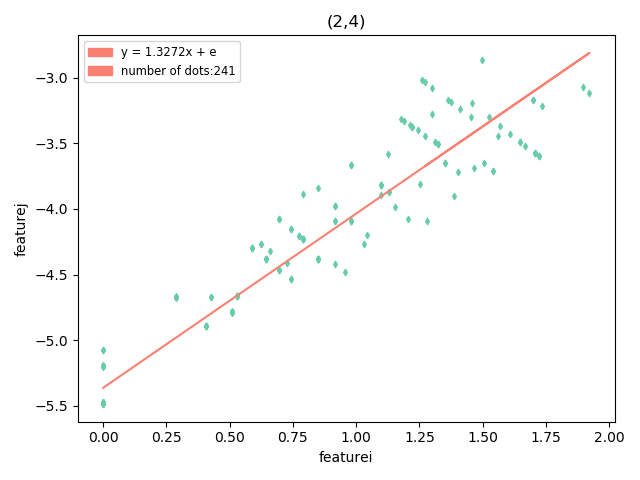 (2,4)
y = 1.3272x + e
number of dots:241
−3.0
−3.5
−4.0
−4.5
−5.0
−5.5
featurej
0.00 0.25 0.50 0.75 1.00 1.25 1.50 1.75 2.00
featurei